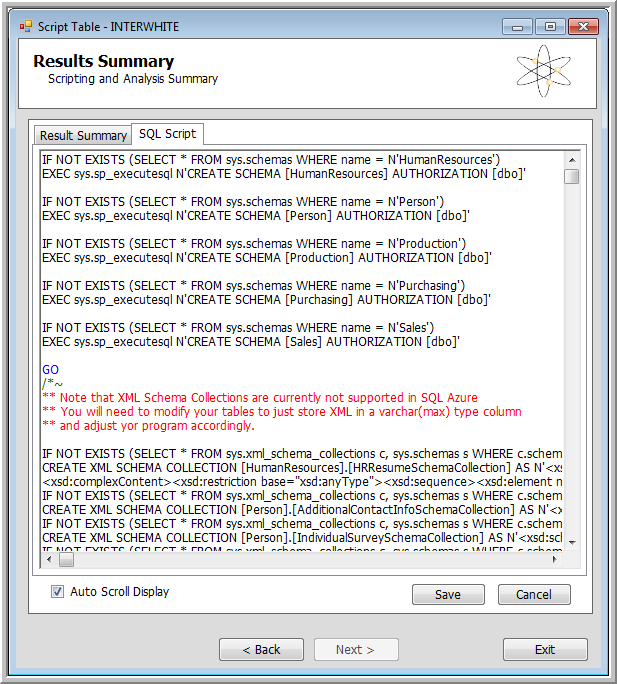 Script Table - INTERWHITE
Results Summary
Scripting and Analysis Summary
Result Summary
SQL Script
IF NOT EXISTS (SELECT * FROM sys.schemas WHERE name = N'HumanResources')
EXEC sys.sp_executesql N'CREATE SCHEMA [HumanResources] AUTHORIZATION [dbo]'
IF NOT EXISTS (SELECT * FROM sys.schemas WHERE name = N'Person')
EXEC sys.sp_executesql N'CREATE SCHEMA [Person] AUTHORIZATION [dbo]'
IF NOT EXISTS (SELECT * FROM sys.schemas WHERE name = N'Production')
EXEC sys.sp_executesql N'CREATE SCHEMA [Production] AUTHORIZATION [dbo]'
IF NOT EXISTS (SELECT * FROM sys.schemas WHERE name = N'Purchasing')
EXEC sys.sp_executesql N'CREATE SCHEMA [Purchasing] AUTHORIZATION [dbo]'
IF NOT EXISTS (SELECT * FROM sys.schemas WHERE name = N'Sales')
EXEC sys.sp_executesql N'CREATE SCHEMA [Sales] AUTHORIZATION [dbo]'
GO
/*~
** Note that XML Schema Collections are currently not supported in SQL Azure
** You will need to modify your tables to just store XML in a varchar(max) type column
** and adjust yor program accordingly.
IF NOT EXISTS (SELECT * FROM sys.xml_schema_collections c, sys.schemas s WHERE c.schem
CREATE XML SCHEMA COLLECTION [HumanResources].[HRResumeSchemaCollection] AS N'<xs
<xsd:complexContent><xsd:restriction base="xsd:anyType"><xsd:sequence><xsd:element n
IF NOT EXISTS (SELECT * FROM sys.xml_schema_collections c, sys.schemas s WHERE c.schem
CREATE XML SCHEMA COLLECTION [Person].[AdditionalContactInfoSchemaCollection] AS N'<x
IF NOT EXISTS (SELECT * FROM sys.xml_schema_collections c, sys.schemas s WHERE c.schem
CREATE XML SCHEMA COLLECTION [Person].[IndividualSurveySchemaCollection] AS N'<xsd:sc
IF NOT EXISTS (SELECT * FROM sys.xml_schema_collections c, sys.schemas s WHERE c.schem
Auto Scroll Display
Save
Cancel
< Back
Next >
Exit